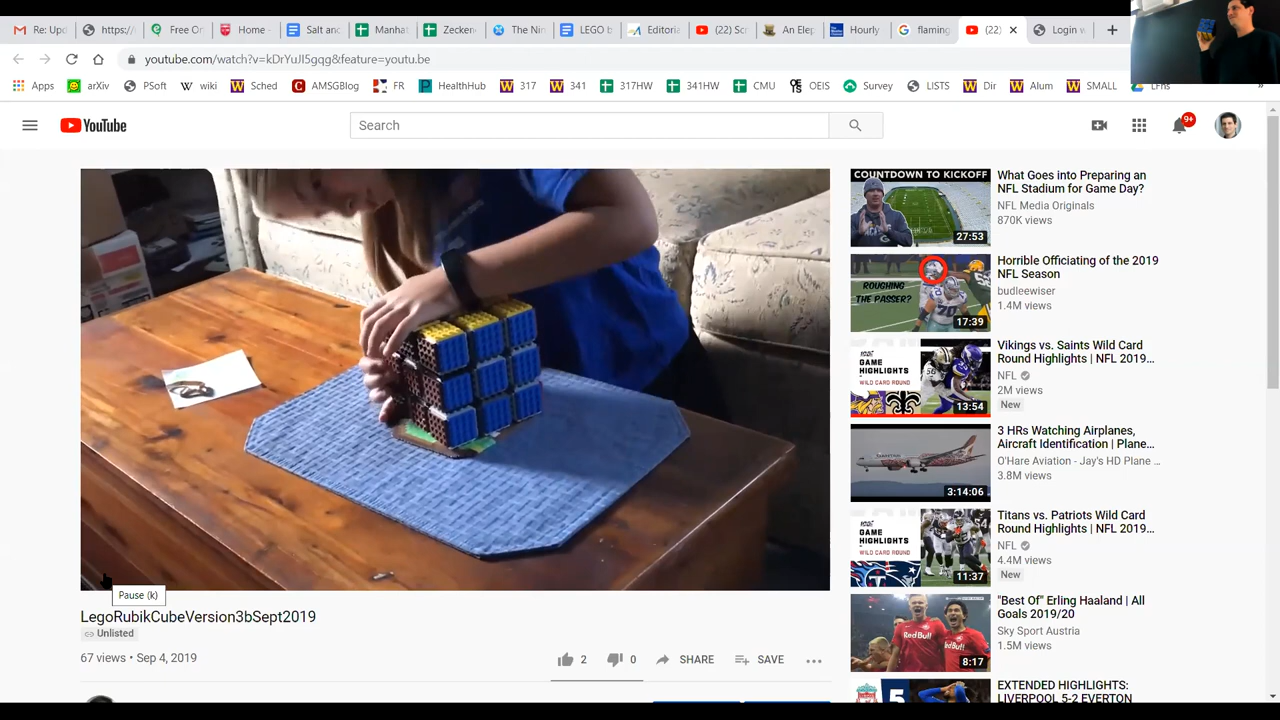 Re: Upd
https:/
Free O
Home
Salt and
Manhat
Zecken
The Nin
LEGO b
Editoria
(22) Sc
An Elep
Hourly
flaming
(22)
Login w
youtube.com/watch?v=kDrYuJI5gqg&feature=youtu.be
Apps
arXiv
PSoft
wiki
Sched
AMSGBlog
FR
HealthHub
317
341
317HW
341HW
CMU
OEIS
Survey
LISTS
Dir
Alum
SMALL
YouTube
Search
9+
COUNTDOWN TO KICKOFF
27:53
What Goes into Preparing an
NFL Stadium for Game Day?
NFL Media Originals
870K views
ROUGHING
THE PASSER?
17:39
Horrible Officiating of the 2019
NFL Season
budleewiser
1.4M views
GAME
HIGHLIGHTS
WILD CARD ROUND
13:54
Vikings vs. Saints Wild Card
Round Highlights | NFL 2019...
NFL
2M views
New
3:14:06
3 HRs Watching Airplanes,
Aircraft Identification | Plane...
O'Hare Aviation - Jay's HD Plane ...
3.8M views
GAME
HIGHLIGHTS
WILD CARD ROUND
11:37
Titans vs. Patriots Wild Card
Round Highlights | NFL 2019...
NFL
4.4M views
New
Red Bull
Red Bull
8:17
"Best Of" Erling Haaland | All
Goals 2019/20
Sky Sport Austria
1.5M views
5
EXTENDED HIGHLIGHTS:
LIVERPOOL 5-2 EVERTON
Pause (k)
LegoRubikCubeVersion3bSept2019
Unlisted
67 views • Sep 4, 2019
2
0
SHARE
SAVE